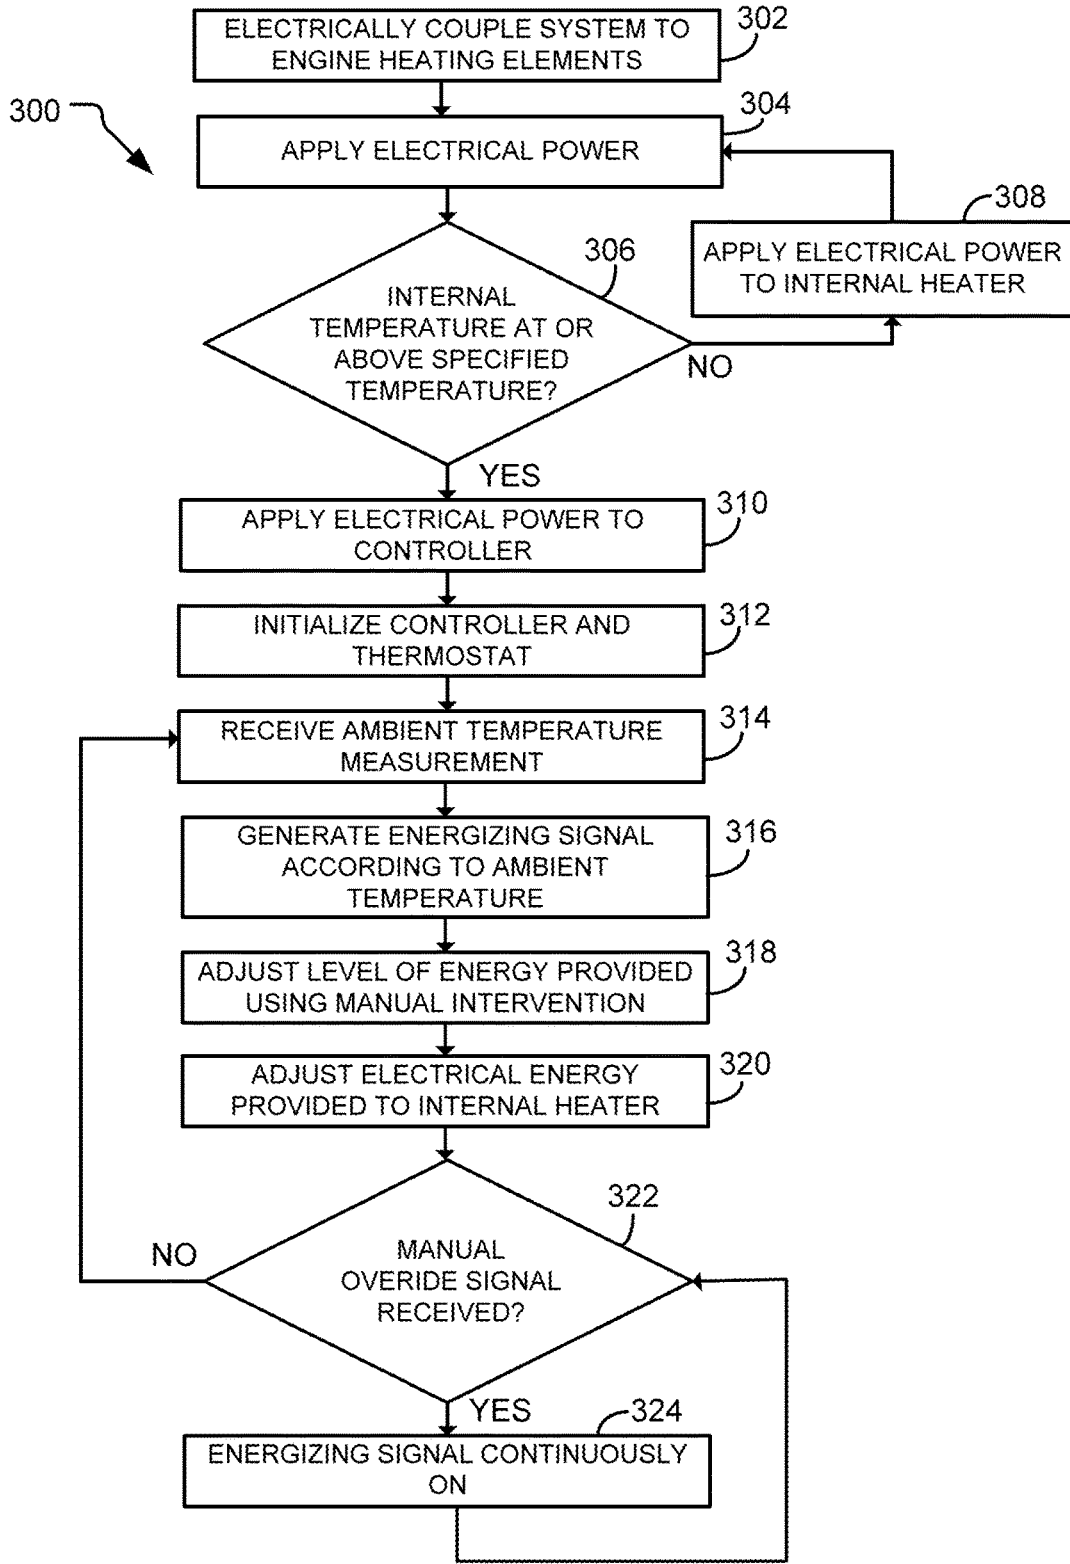 ELECTRICALLY COUPLE SYSTEM TO
ENGINE HEATING ELEMENTS
302
300
304
APPLY ELECTRICAL POWER
308
APPLY ELECTRICAL POWER
TO INTERNAL HEATER
306
INTERNAL
TEMPERATURE AT OR
ABOVE SPECIFIED
TEMPERATURE?
NO
YES
310
APPLY ELECTRICAL POWER TO
CONTROLLER
312
INITIALIZE CONTROLLER AND
THERMOSTAT
314
RECEIVE AMBIENT TEMPERATURE
MEASUREMENT
316
GENERATE ENERGIZING SIGNAL
ACCORDING TO AMBIENT
TEMPERATURE
318
ADJUST LEVEL OF ENERGY PROVIDED
USING MANUAL INTERVENTION
320
ADJUST ELECTRICAL ENERGY
PROVIDED TO INTERNAL HEATER
322
NO
MANUAL
OVERIDE SIGNAL
RECEIVED?
YES
324
ENERGIZING SIGNAL CONTINUOUSLY
ON